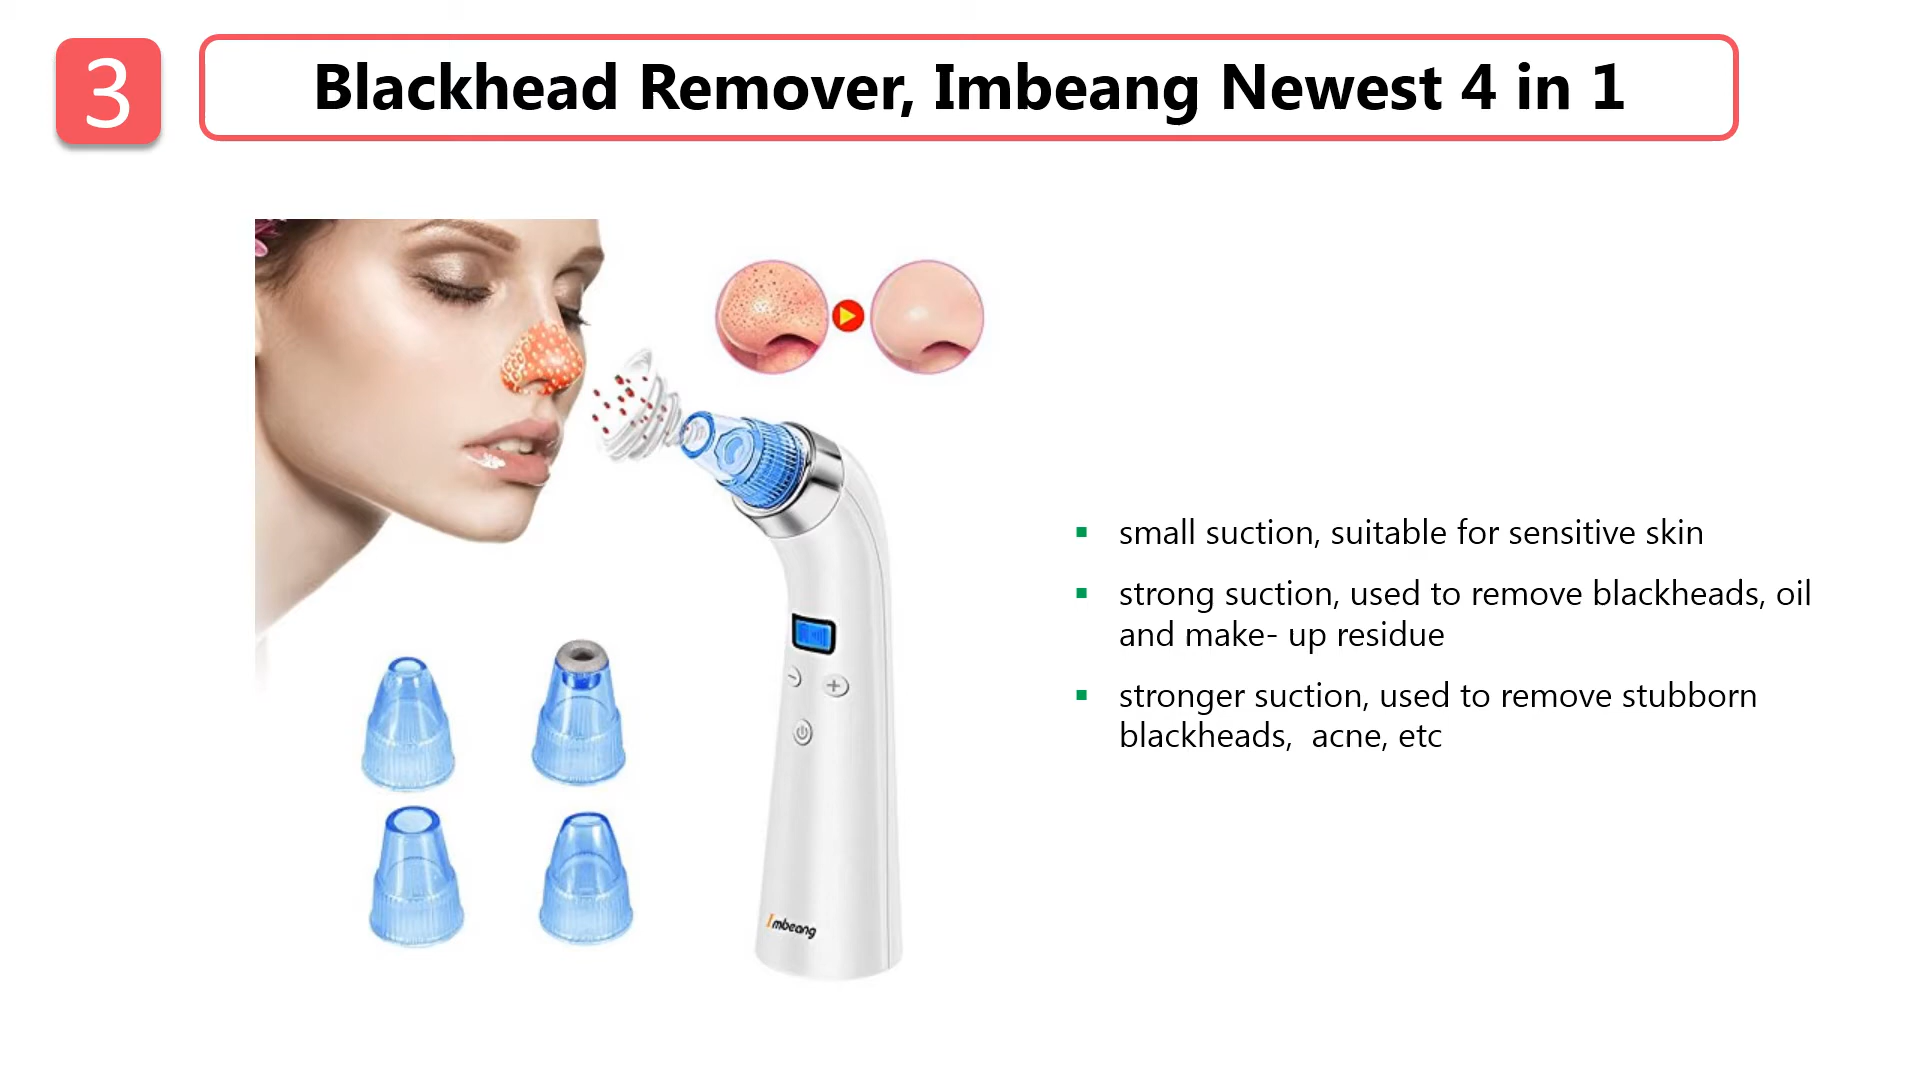 3
Blackhead Remover, Imbeang Newest 4 in 1
small suction, suitable for sensitive skin
strong suction, used to remove blackheads, oil
and make- up residue
stronger suction, used to remove stubborn
blackheads,  acne, etc
Imbeang